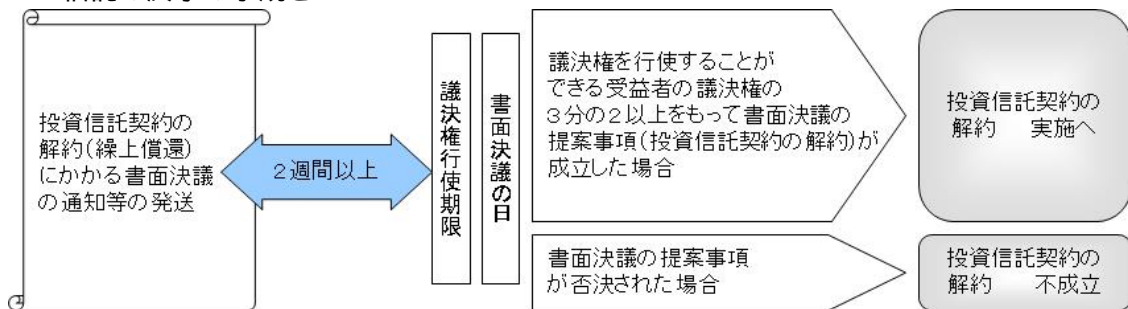 投資信託契約の
解約(繰上償還)
にかかる書面決議
の通知等の発送
２週間以上
議決権行使期限
書面決議の日
議決権を行使することが
できる受益者の議決権の
３分の２以上をもって書面決議の
提案事項(投資信託契約の解約)が
成立した場合
投資信託契約の
解約　実施へ
書面決議の提案事項
が否決された場合
投資信託契約の
解約　不成立